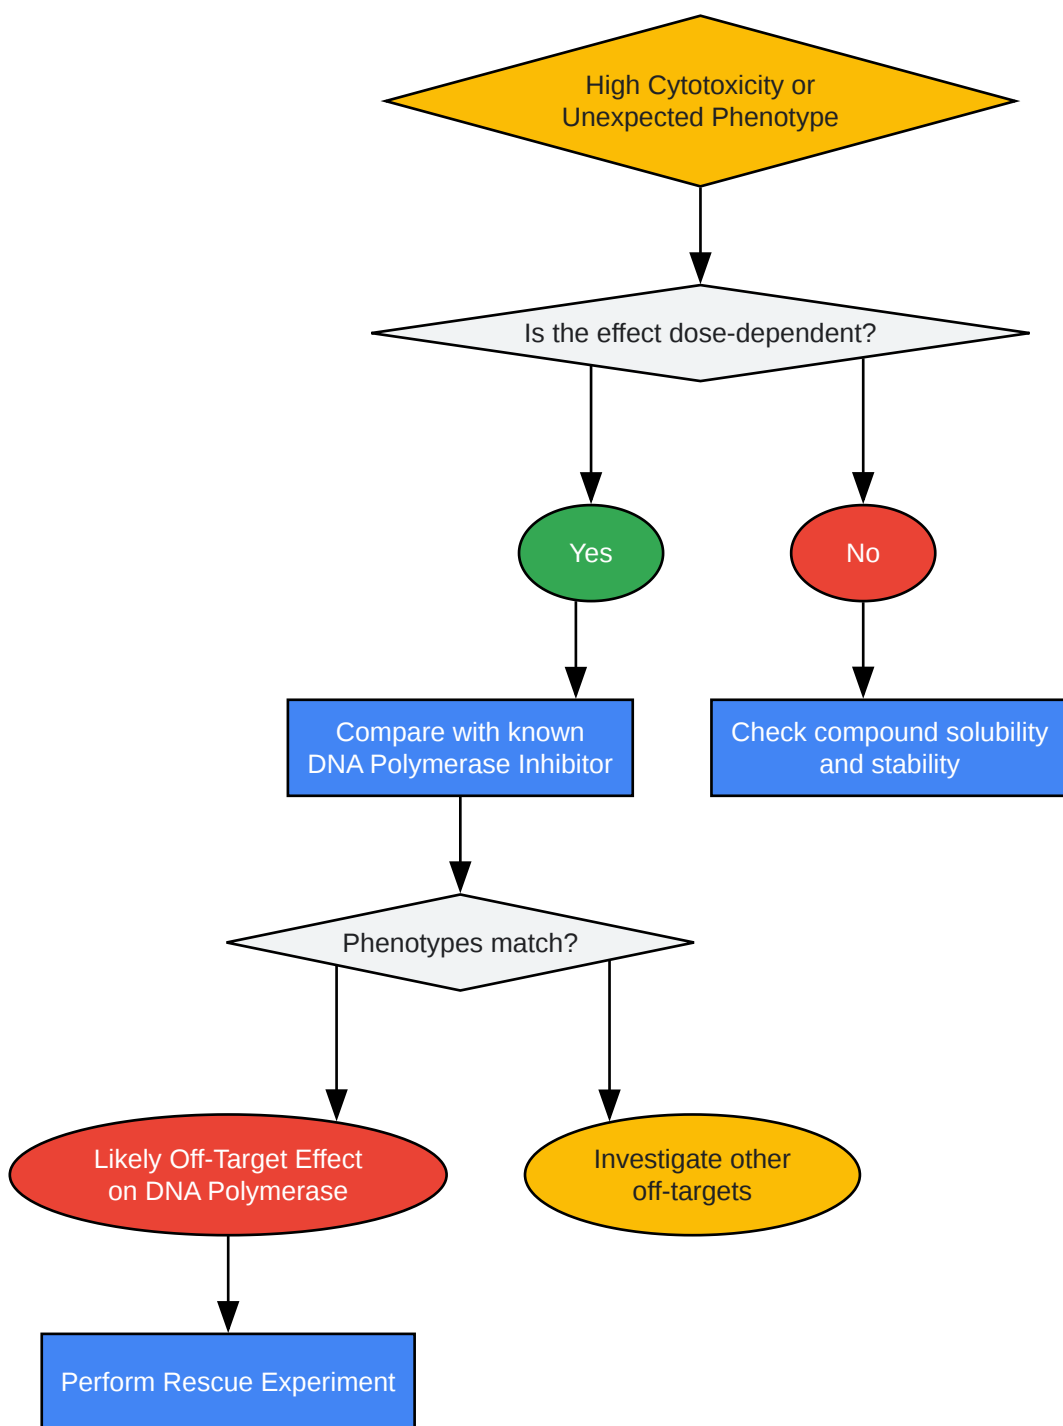 High Cytotoxicity or
Unexpected Phenotype
Is the effect dose-dependent?
Yes
No
Compare with known
DNA Polymerase Inhibitor
Check compound solubility
and stability
Phenotypes match?
Likely Off-Target Effect
on DNA Polymerase
Investigate other
off-targets
Perform Rescue Experiment